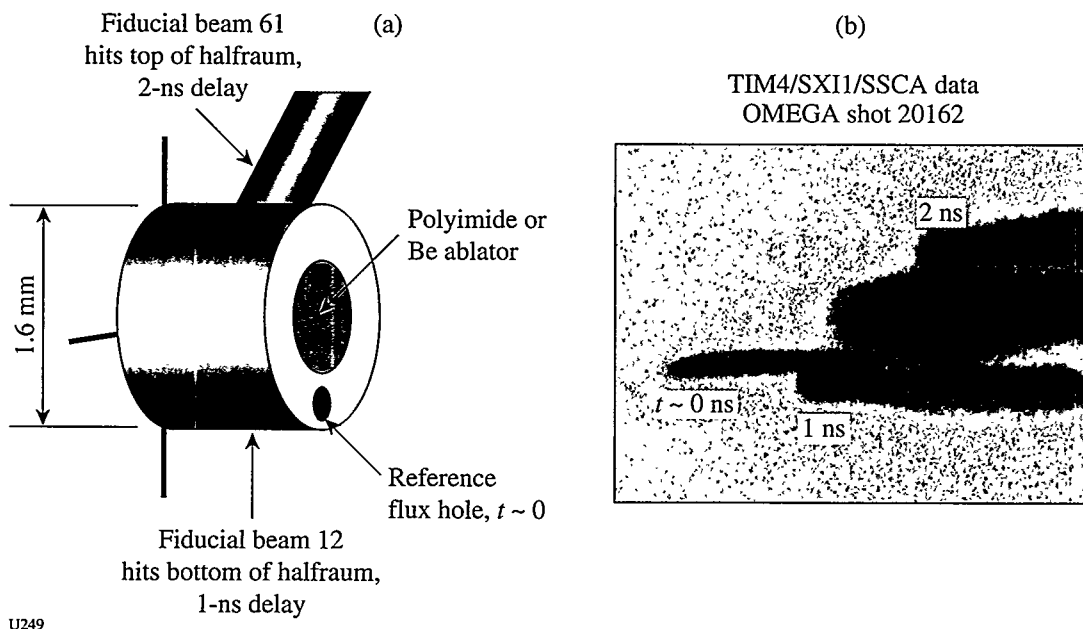 Fiducial beam 61
hits top of halfraum,
2-ns delay
(a)
1.6 mm
Polyimide or
Be ablator
Reference
flux hole, t ~ 0
Fiducial beam 12
hits bottom of halfraum,
1-ns delay
(b)
TIM4/SXI1/SSCA data
OMEGA shot 20162
2 ns
t ~ 0 ns
1 ns
U249